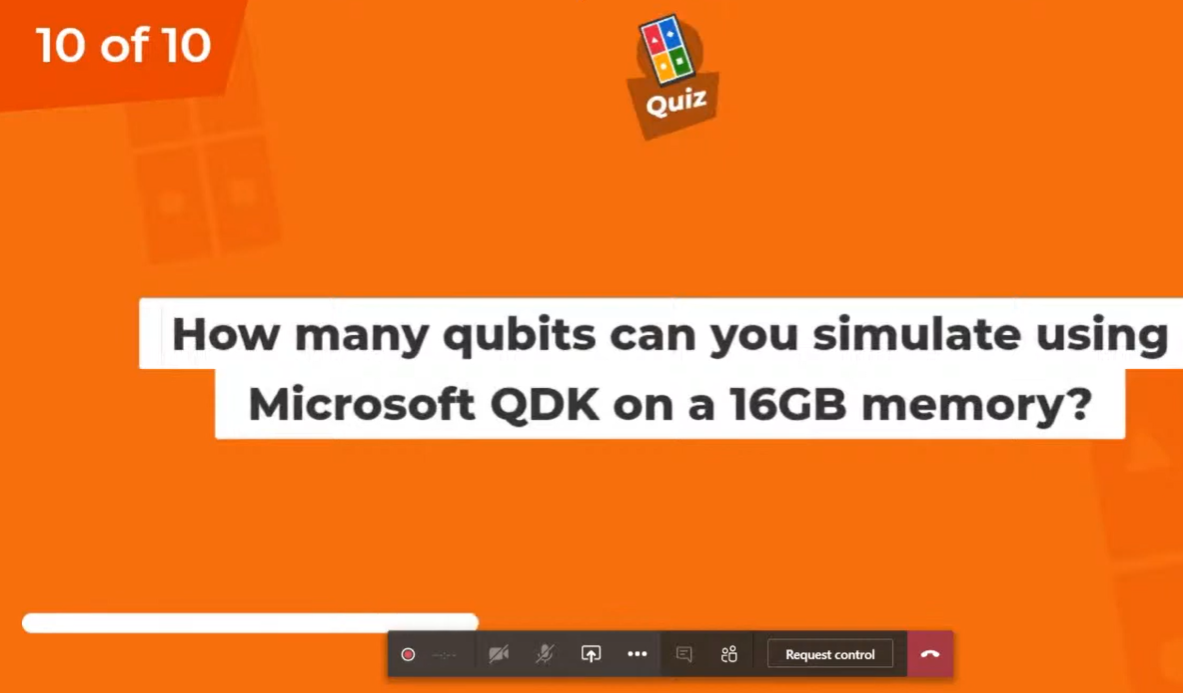 10 of 10
Quiz
How many qubits can you simulate using
Microsoft QDK on a 16GB memory?
Request control